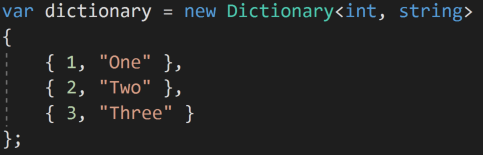 var dictionary = new Dictionary<int, string>
{
    { 1, "One" },
    { 2, "Two" },
    { 3, "Three" }
};